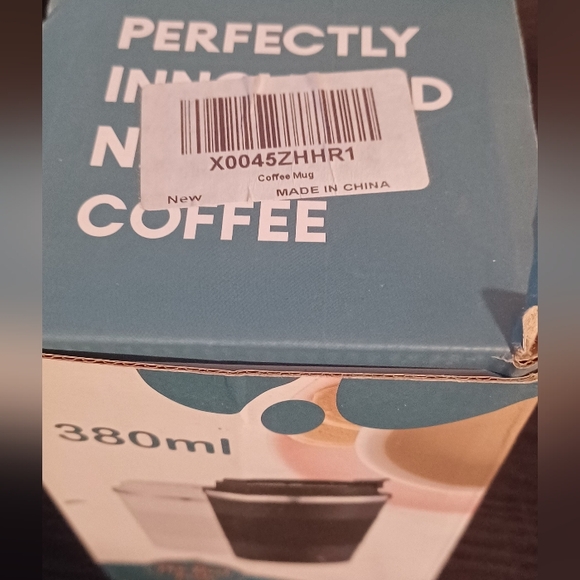 PERFECTLY
COFFEE
X0045ZHHR1
Coffee Mug
New
MADE IN CHINA
380ml